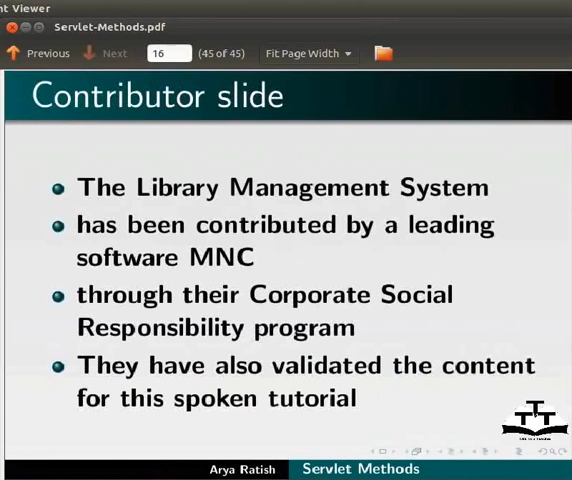 nt Viewer
Servlet-Methods.pdf
Previous Next 16 (45 of 45) Fit Page Width
Contributor slide
The Library Management System
has been contributed by a leading
software MNC
through their Corporate Social
Responsibility program
They have also validated the content
for this spoken tutorial
TTT
Arya Ratish Servlet Methods